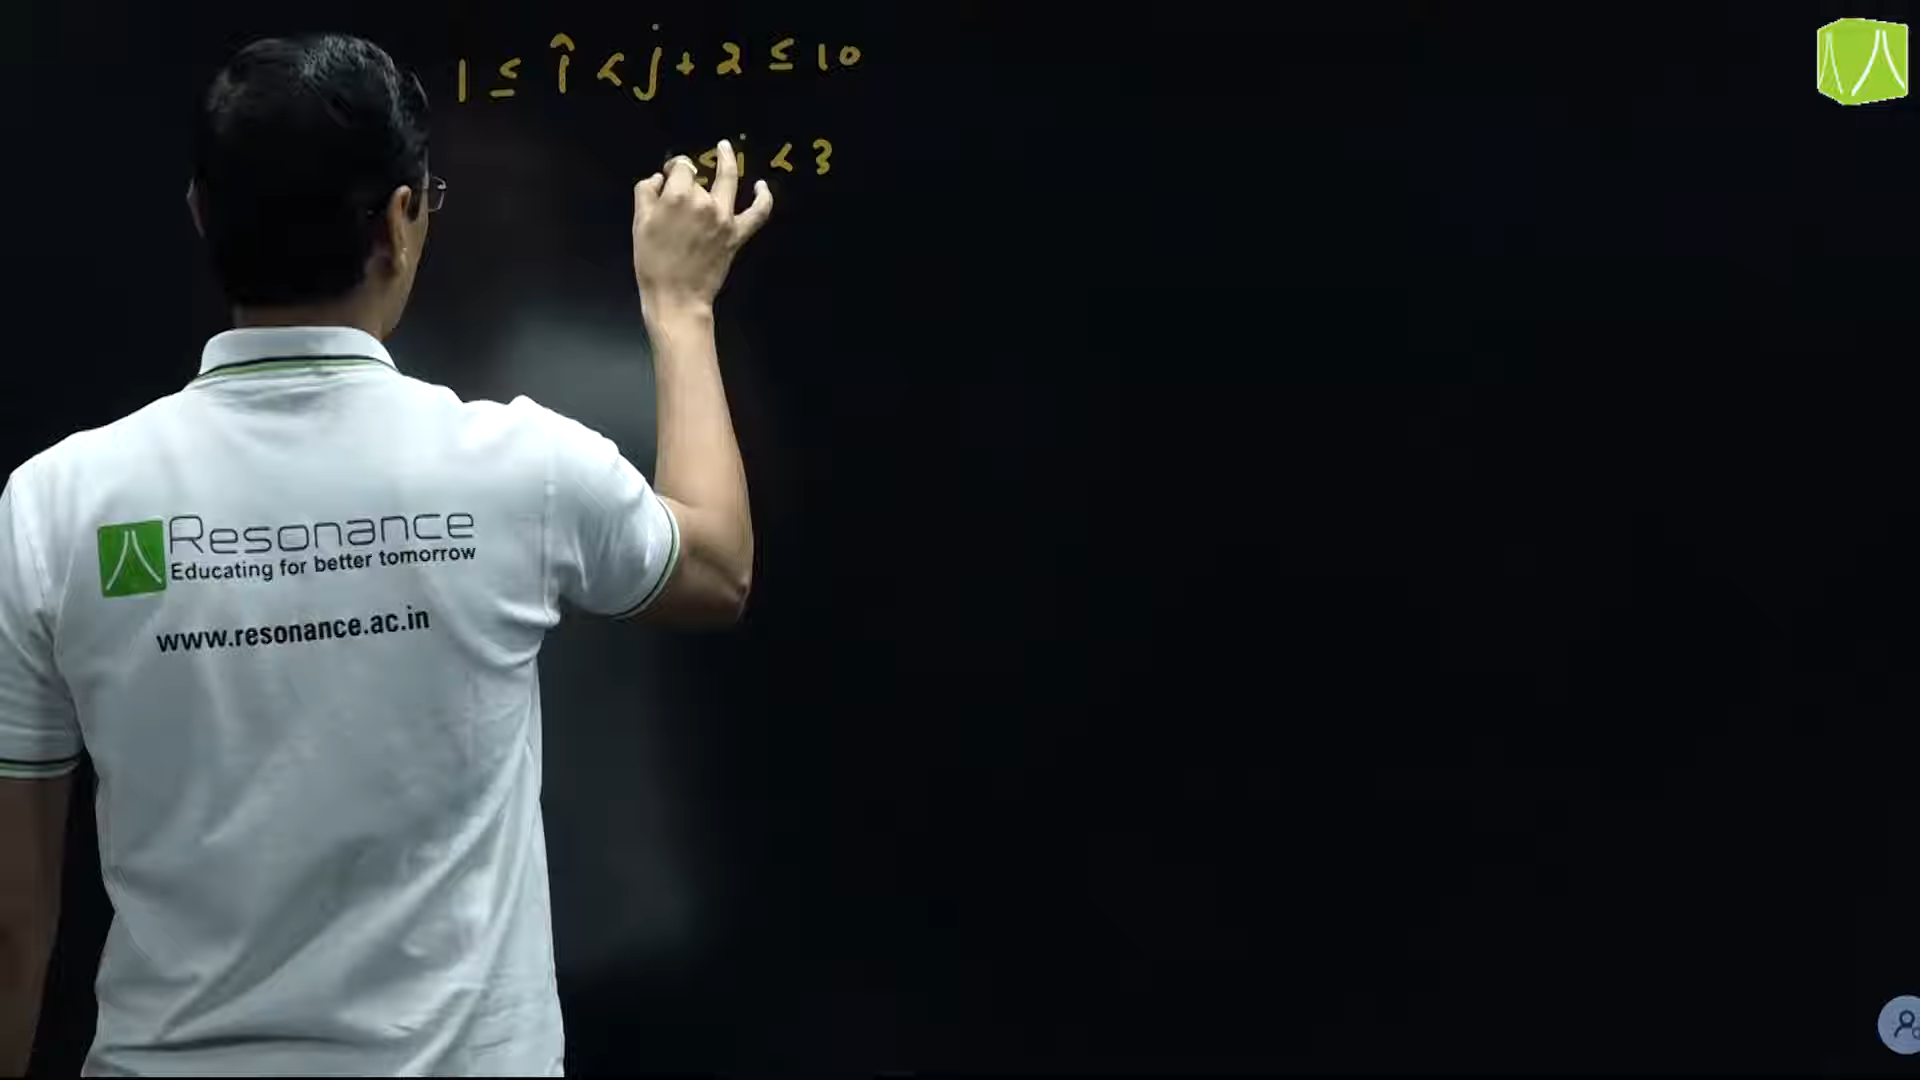 1 ≤ î < j + 2 ≤ 10
≤ i < 3
Resonance
Educating for better tomorrow
www.resonance.ac.in